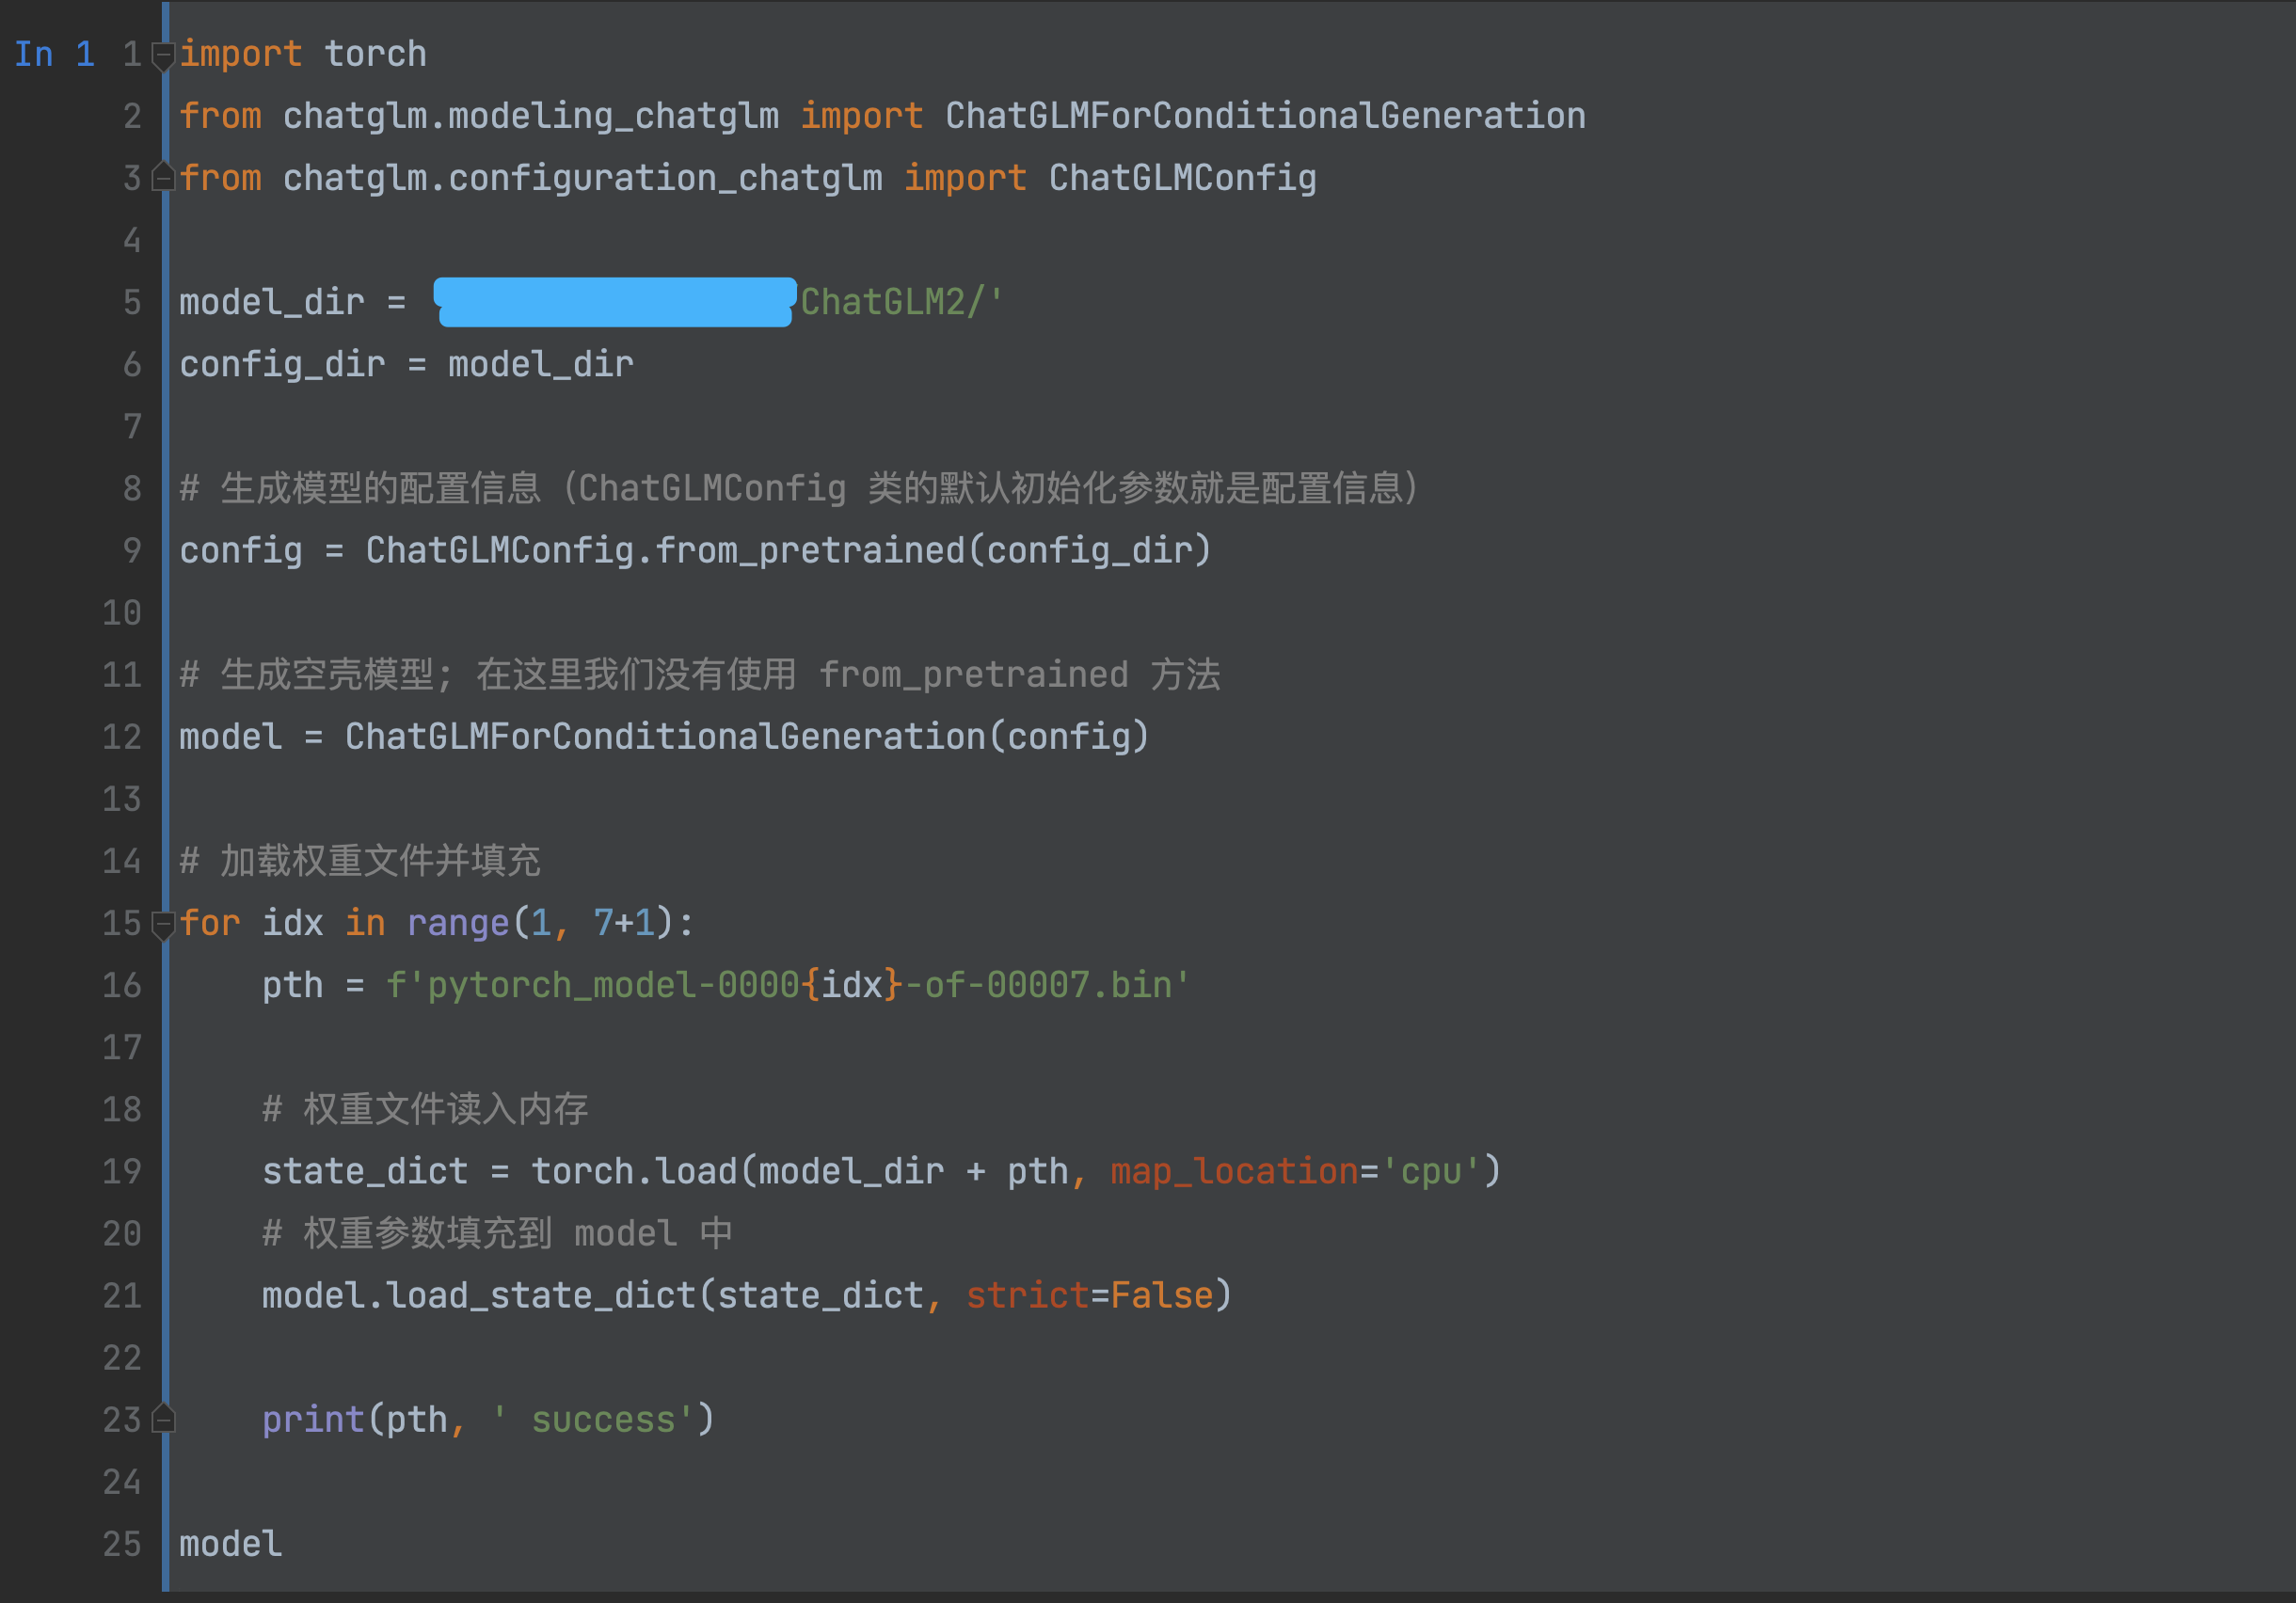 In 1
1 import torch
2 from chatglm.modeling_chatglm import ChatGLMForConditionalGeneration
3 from chatglm.configuration_chatglm import ChatGLMConfig
4
5 model_dir = ChatGLM2/'
6 config_dir = model_dir
7
8 # 生成模型的配置信息（ChatGLMConfig 类的默认初始化参数就是配置信息）
9 config = ChatGLMConfig.from_pretrained(config_dir)
10
11 # 生成空壳模型；在这里我们没有使用 from_pretrained 方法
12 model = ChatGLMForConditionalGeneration(config)
13
14 # 加载权重文件并填充
15 for idx in range(1, 7+1):
16     pth = f'pytorch_model-0000{idx}-of-00007.bin'
17
18     # 权重文件读入内存
19     state_dict = torch.load(model_dir + pth, map_location='cpu')
20     # 权重参数填充到 model 中
21     model.load_state_dict(state_dict, strict=False)
22
23     print(pth, ' success')
24
25 model